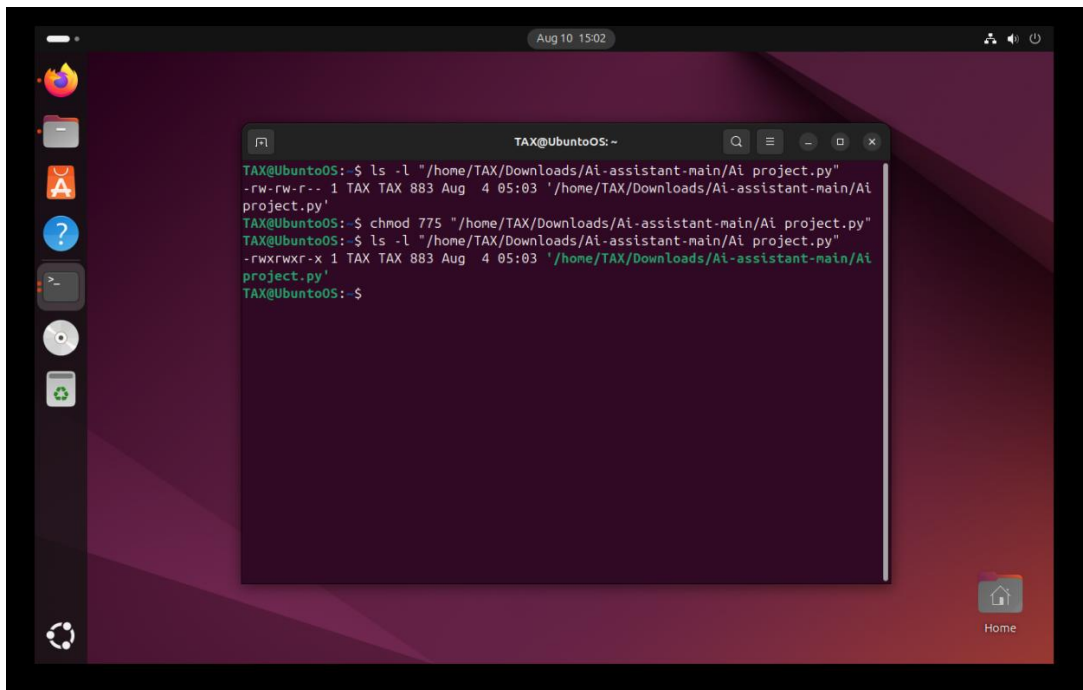 Aug 10 15:02
TAX@UbuntoOS: ~
TAX@UbuntoOS:~$ ls -l "/home/TAX/Downloads/Ai-assistant-main/Ai project.py"
-rw-rw-r-- 1 TAX TAX 883 Aug  4 05:03 '/home/TAX/Downloads/Ai-assistant-main/Ai
project.py'
TAX@UbuntoOS:~$ chmod 775 "/home/TAX/Downloads/Ai-assistant-main/Ai project.py"
TAX@UbuntoOS:~$ ls -l "/home/TAX/Downloads/Ai-assistant-main/Ai project.py"
-rwxrwxr-x 1 TAX TAX 883 Aug  4 05:03 '/home/TAX/Downloads/Ai-assistant-main/Ai
project.py'
TAX@UbuntoOS:~$
Home